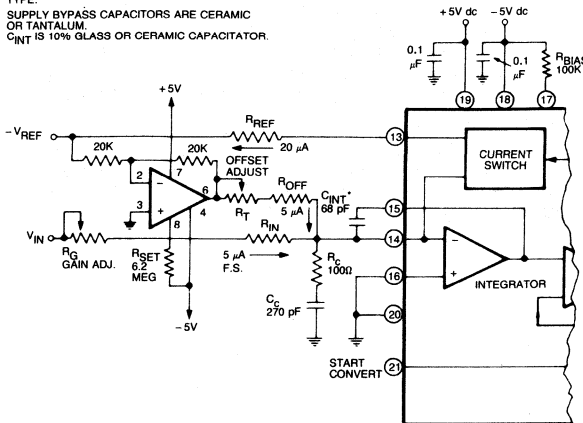 TYPE.
SUPPLY BYPASS CAPACITORS ARE CERAMIC
OR TANTALUM.
CINT IS 10% GLASS OR CERAMIC CAPACITATOR.
+5V dc
-5V dc
0.1
µF
0.1
µF
RBIAS
100K
19
18
17
+5V
RREF
-VREF
20 µA
13
20K
20K
OFFSET
ADJUST
CURRENT
SWITCH
2
7
6
3
4
8
RT
ROFF
5 µA
CINT*
68 pF
15
VIN
RG
GAIN ADJ.
RSET
6.2
MEG
RIN
5 µA
F.S.
14
RC
100Ω
CC
270 pF
16
INTEGRATOR
-5V
20
START
CONVERT
21